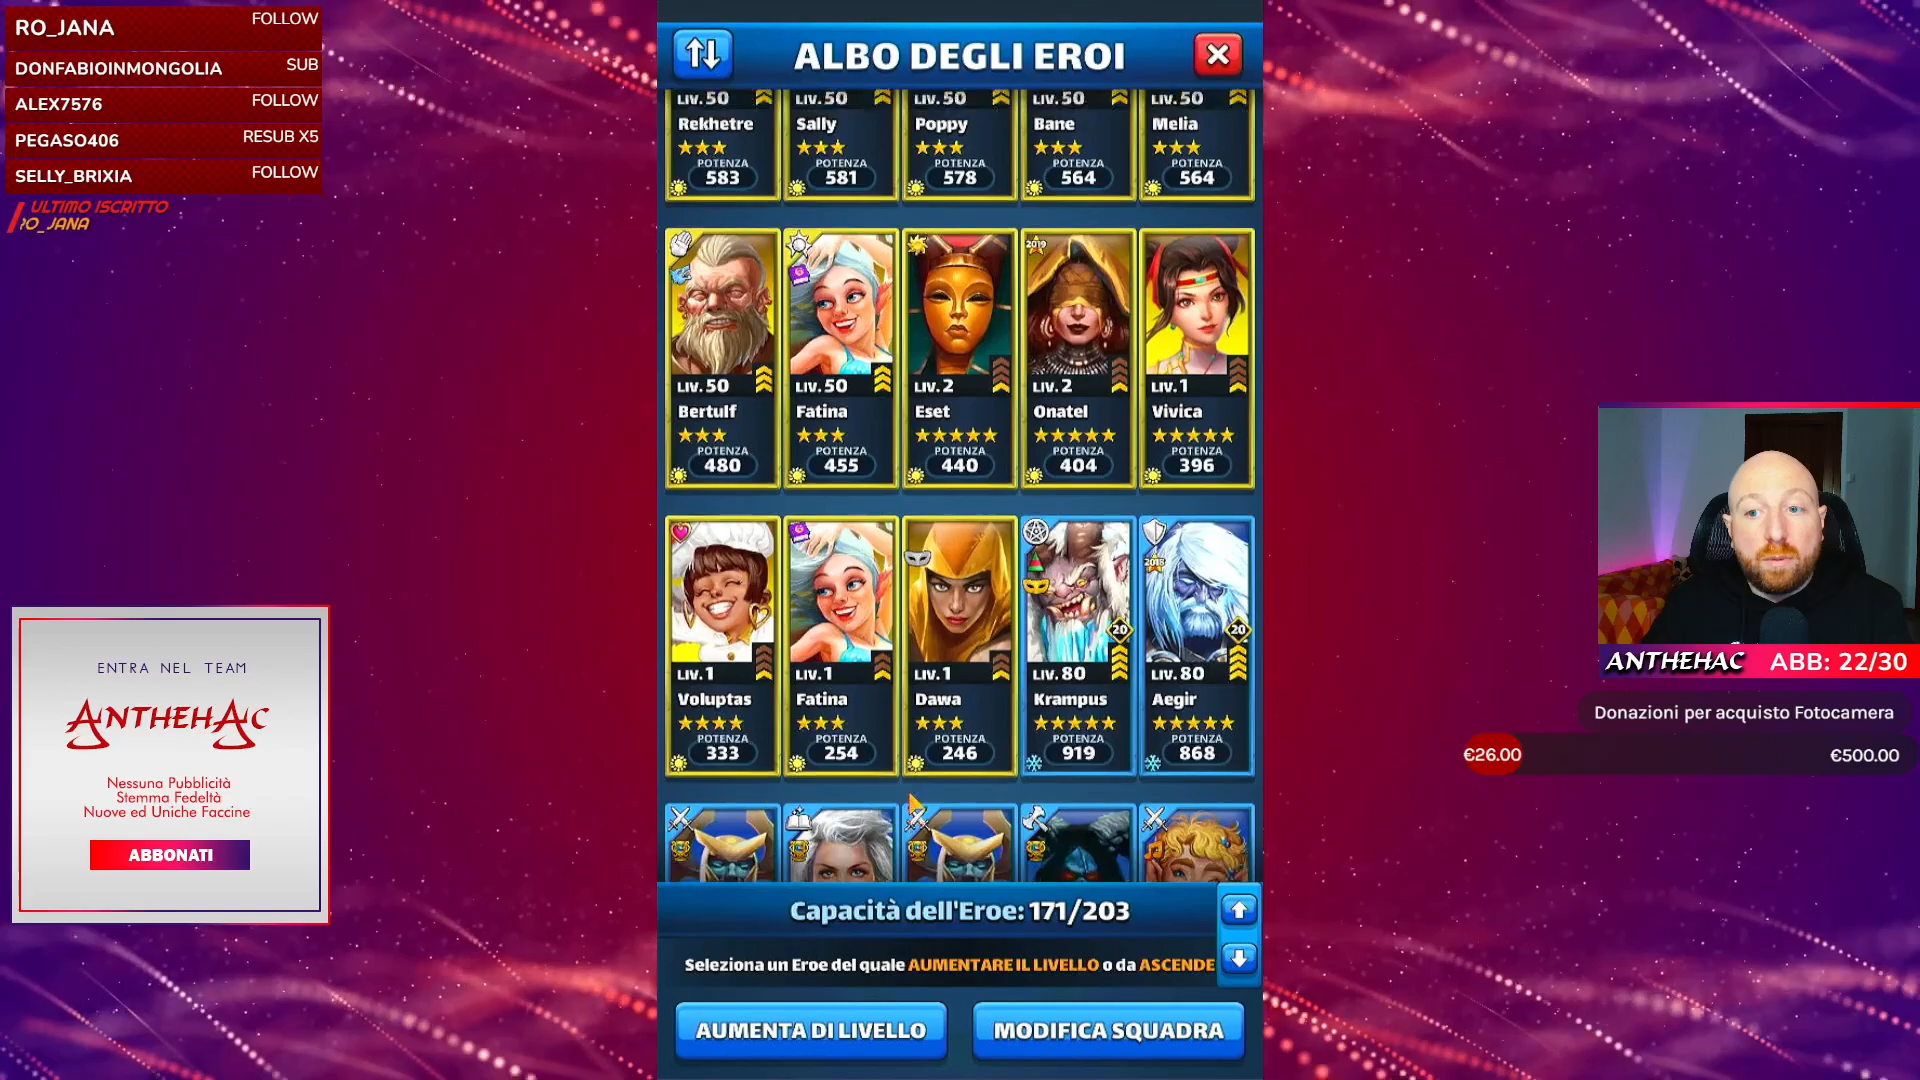 RO_JANA FOLLOW
DONFABIOINMONGOLIA SUB
ALEX7576 FOLLOW
PEGASO406 RESUB X5
SELLY_BRIXIA FOLLOW
ULTIMO ISCRITTO
RO_JANA
ENTRA NEL TEAM
ANTHEHAC
Nessuna Pubblicità
Stemma Fedeltà
Nuove ed Uniche Faccine
ABBONATI
ALBO DEGLI EROI
LIV.50 LIV.50 LIV.50 LIV.50 LIV.50
Rekhetre Sally Poppy Bane Melia
POTENZA POTENZA POTENZA POTENZA POTENZA
583 581 578 564 564
2019
LIV.50 LIV.50 LIV.2 LIV.2 LIV.1
Bertulf Fatina Eset Onatel Vivica
POTENZA POTENZA POTENZA POTENZA POTENZA
480 455 440 404 396
2018
20 20
LIV.1 LIV.1 LIV.1 LIV.80 LIV.80
Voluptas Fatina Dawa Krampus Aegir
POTENZA POTENZA POTENZA POTENZA POTENZA
333 254 246 919 868
Capacità dell'Eroe: 171/203
Seleziona un Eroe del quale AUMENTARE IL LIVELLO o da ASCENDE
AUMENTA DI LIVELLO MODIFICA SQUADRA
ANTHEHAC ABB: 22/30
Donazioni per acquisto Fotocamera
€26.00 €500.00